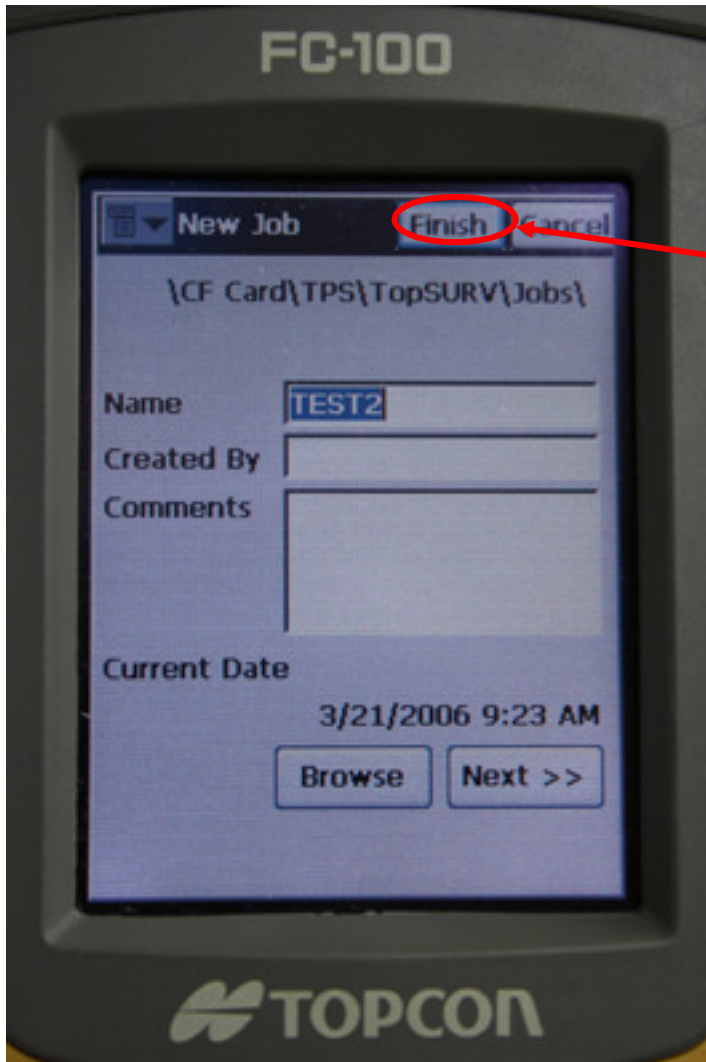 FC-100
New Job Finish Cancel
\CF Card\TPS\TopSURV\Jobs\
Name TEST2
Created By
Comments
Current Date
3/21/2006 9:23 AM
Browse Next >>
TOPCON